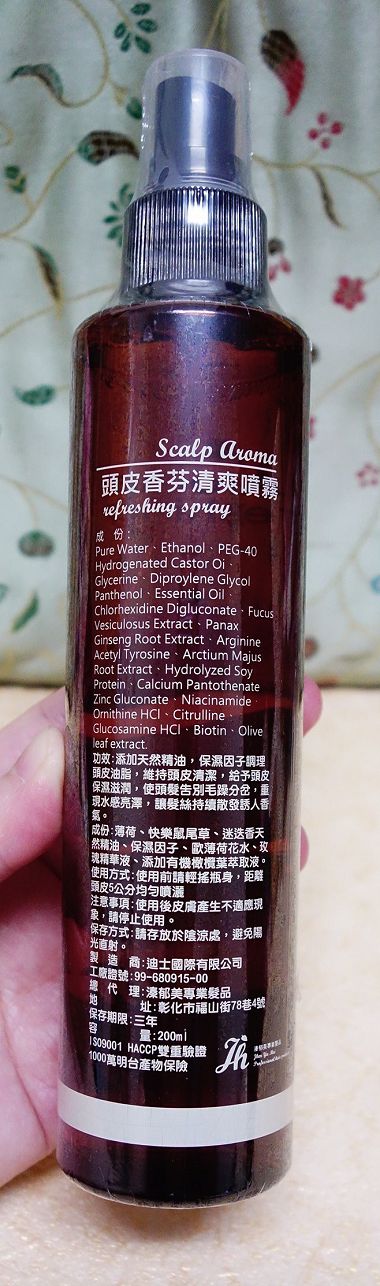 Scalp Aroma
頭皮香芬清爽噴霧
refreshing spray
成 份:
Pure Water、Ethanol、PEG-40
Hydrogenated Castor Oi、
Glycerine、Diproylene Glycol
Panthenol、Essential Oil、
Chlorhexidine Digluconate、Fucus
Vesiculosus Extract、Panax
Ginseng Root Extract、Arginine
Acetyl Tyrosine、Arctium Majus
Root Extract、Hydrolyzed Soy
Protein、Calcium Pantothenate
Zinc Gluconate、Niacinamide、
Ornithine HCl、Citrulline、
Glucosamine HCl、Biotin、Olive
leaf extract.
功效:添加天然精油,保濕因子調理
頭皮油脂,維持頭皮清潔,給予頭皮
保濕滋潤,使頭髮告別毛躁分岔,重
現水感亮澤,讓髮絲持續散發誘人香
氣。
成份:薄荷、快樂鼠尾草、迷迭香天
然精油、保濕因子、歐薄荷花水、玫
瑰精華液、添加有機橄欖葉萃取液。
使用方式:使用前請輕搖瓶身,距離
頭皮5公分均勻噴灑
注意事項:使用後皮膚產生不適應現
象,請停止使用。
保存方式:請存放於陰涼處,避免陽
光直射。
製 造 商:迪士國際有限公司
工廠證號:99-680915-00
總 代 理:溱郁美專業髮品
地 址:彰化市福山街78巷4號
保存期限:三年
容 量:200ml
ISO9001 HACCP雙重驗證
1000萬明台產物保險
溱郁美專業髮品